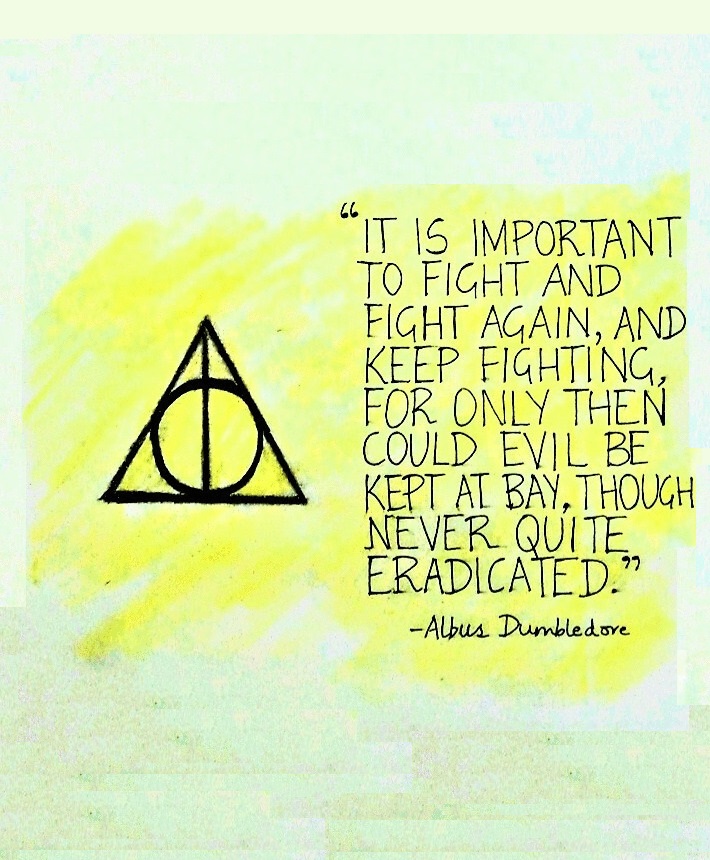 “IT IS IMPORTANT
TO FIGHT AND
FIGHT AGAIN, AND
KEEP FIGHTING,
FOR ONLY THEN
COULD EVIL BE
KEPT AT BAY, THOUGH
NEVER QUITE
ERADICATED.”
-Albus Dumbledore